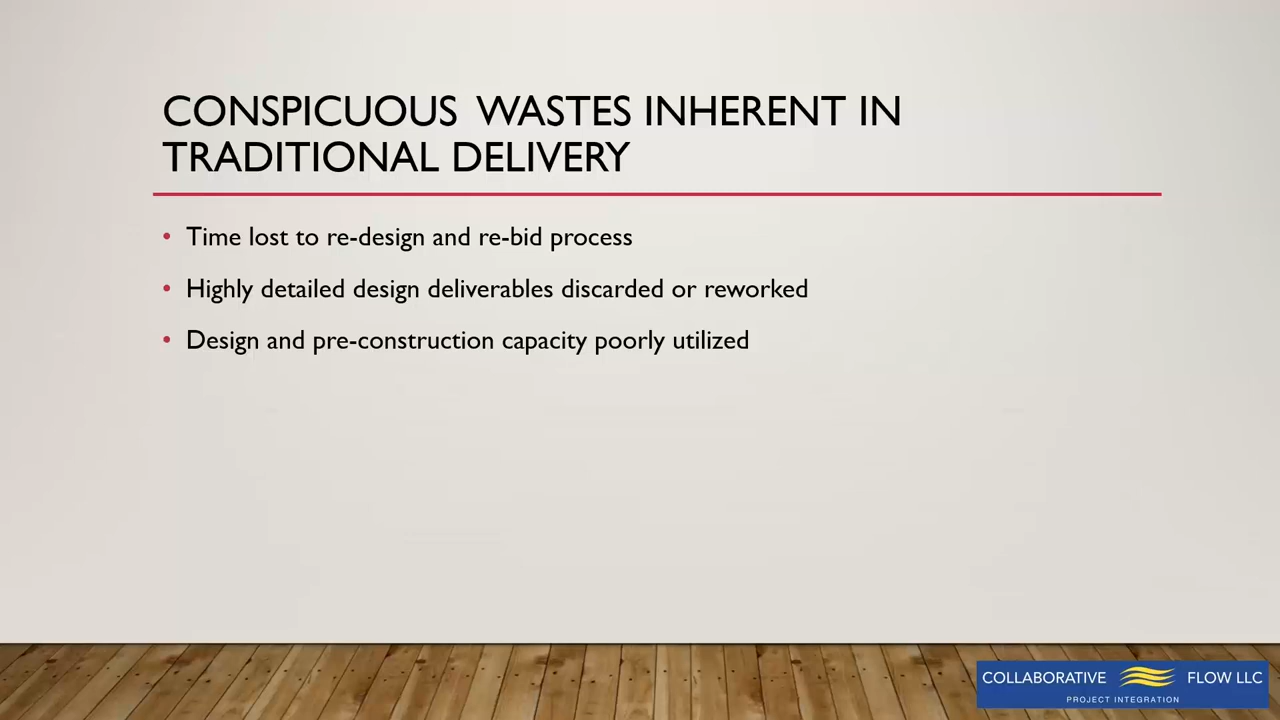 CONSPICUOUS WASTES INHERENT IN
TRADITIONAL DELIVERY
• Time lost to re-design and re-bid process
• Highly detailed design deliverables discarded or reworked
• Design and pre-construction capacity poorly utilized
COLLABORATIVE FLOW LLC
PROJECT INTEGRATION